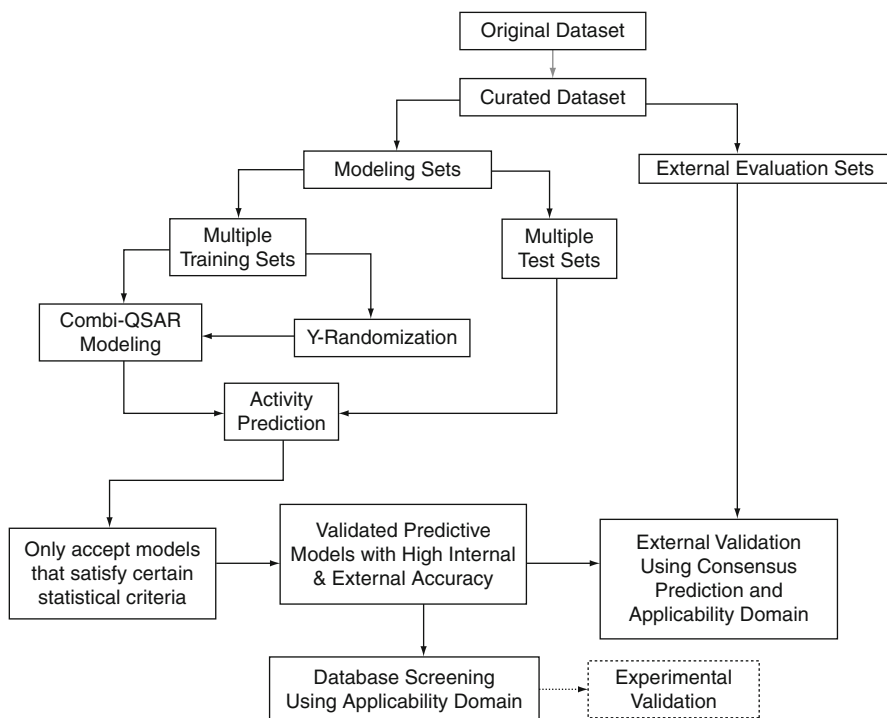 Original Dataset
Curated Dataset
Modeling Sets
External Evaluation Sets
Multiple
Training Sets
Multiple
Test Sets
Combi-QSAR
Modeling
Y-Randomization
Activity
Prediction
Only accept models
that satisfy certain
statistical criteria
Validated Predictive
Models with High Internal
& External Accuracy
External Validation
Using Consensus
Prediction and
Applicability Domain
Database Screening
Using Applicability Domain
Experimental
Validation